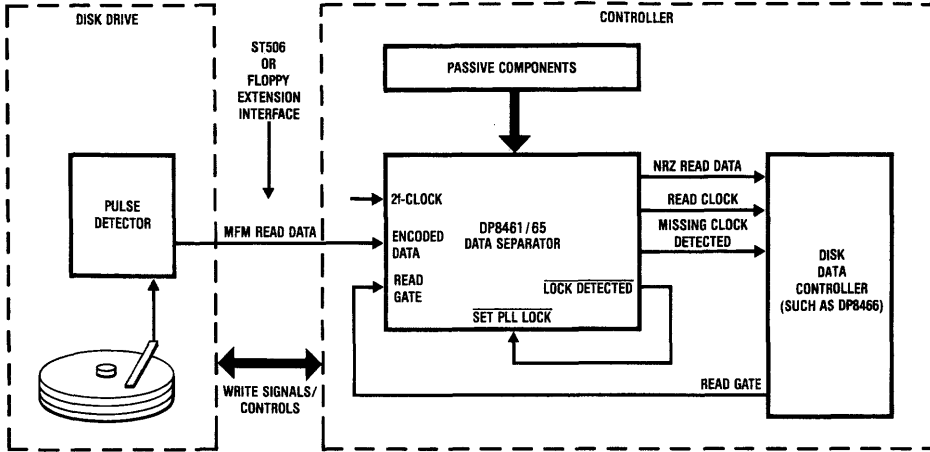 DISK DRIVE
CONTROLLER
ST506
OR
FLOPPY
EXTENSION
INTERFACE
PASSIVE COMPONENTS
PULSE
DETECTOR
MFM READ DATA
2f-CLOCK
ENCODED
DATA
READ
GATE
DP8461/65
DATA SEPARATOR
LOCK DETECTED
SET PLL LOCK
NRZ READ DATA
READ CLOCK
MISSING CLOCK
DETECTED
DISK
DATA
CONTROLLER
(SUCH AS DP8466)
READ GATE
WRITE SIGNALS/
CONTROLS